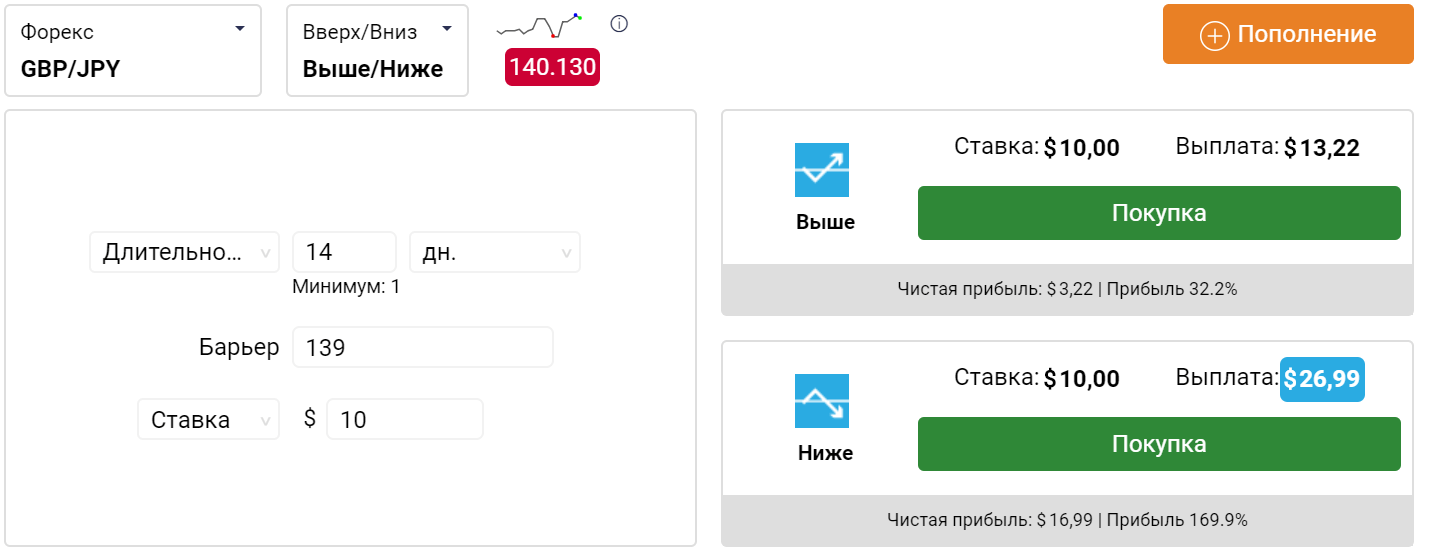 Форекс
GBP/JPY
Вверх/Вниз
Выше/Ниже
140.130
Пополнение
Длительно...
14
дн.
Минимум: 1
Барьер
139
Ставка
$
10
Выше
Ставка: $10,00
Выплата: $13,22
Покупка
Чистая прибыль: $3,22 | Прибыль 32.2%
Ниже
Ставка: $10,00
Выплата: $26,99
Покупка
Чистая прибыль: $16,99 | Прибыль 169.9%